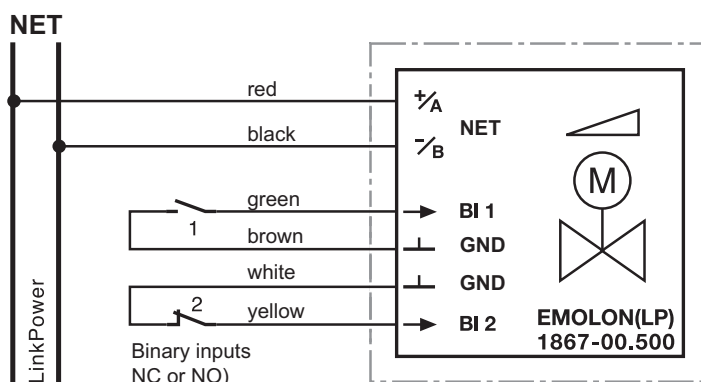 NET
red
+/A
NET
black
-/B
M
green
BI 1
1
brown
GND
white
GND
2
yellow
BI 2
EMOLON(LP)
1867-00.500
LinkPower
Binary inputs
NC or NO)